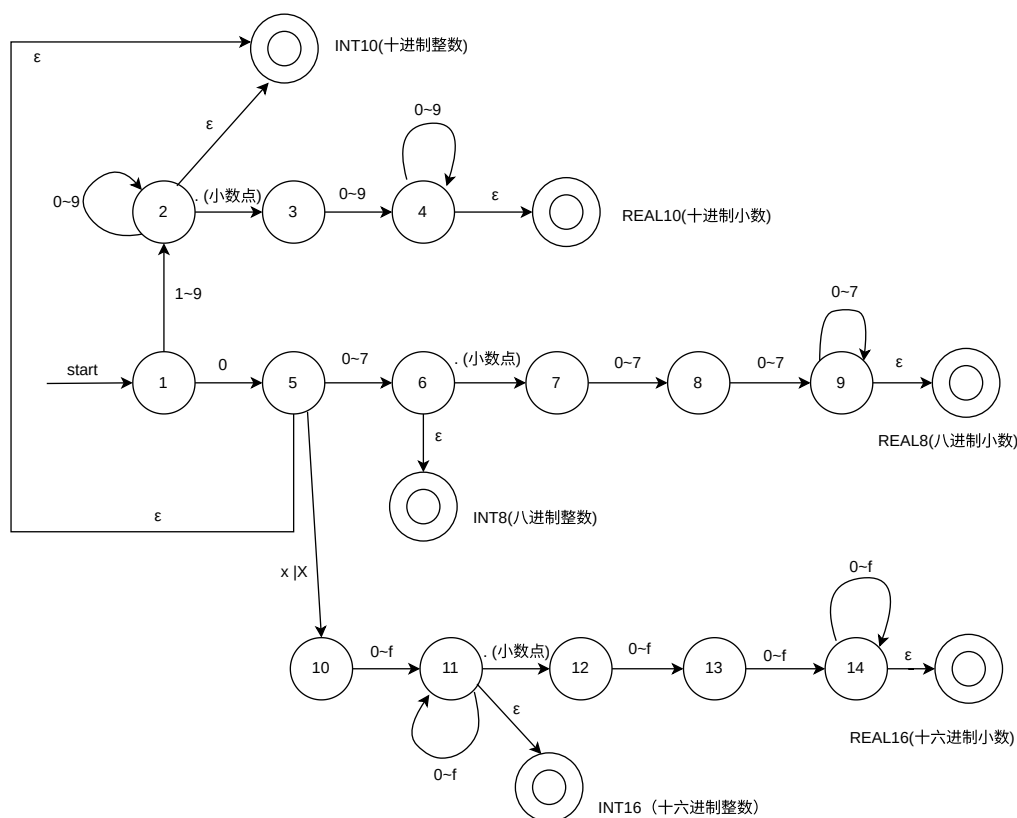 INT10(十进制整数)
ε
0~9
ε
0~9
. (小数点)
0~9
ε
2
3
4
REAL10(十进制小数)
1~9
0~7
start
0
0~7
. (小数点)
0~7
0~7
ε
1
5
6
7
8
9
ε
REAL8(八进制小数)
ε
INT8(八进制整数)
x |X
0~f
0~f
. (小数点)
0~f
0~f
ε
10
11
12
13
14
ε
REAL16(十六进制小数)
0~f
INT16（十六进制整数）